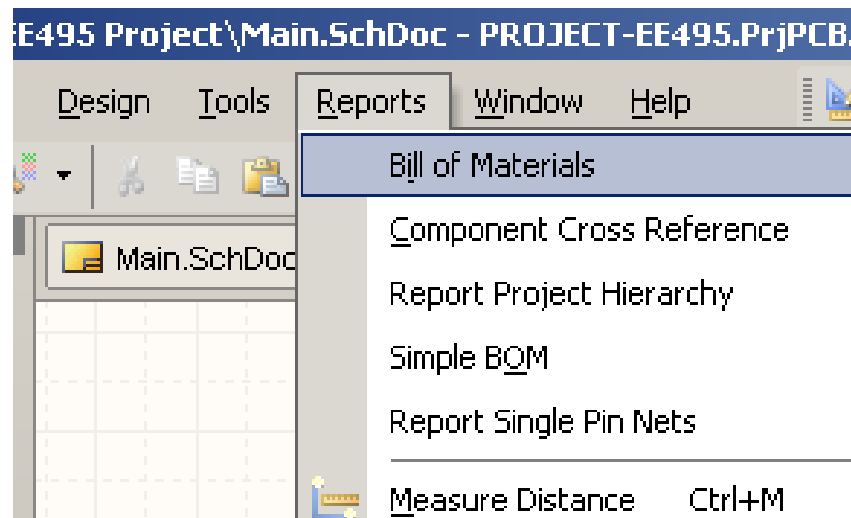 EE495 Project\Main.SchDoc - PROJECT-EE495.PrjPCB.
Design Tools Reports Window Help
Bill of Materials
Main.SchDoc
Component Cross Reference
Report Project Hierarchy
Simple BOM
Report Single Pin Nets
Measure Distance Ctrl+M